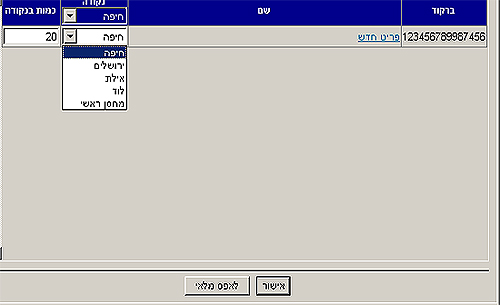 ברקוד שם נקודה כמות בנקודה
חיפה
123456789987456 פריט חדש חיפה 20
חיפה
ירושלים
אילת
לוד
מחסן ראשי
אישור לאפס מלאי